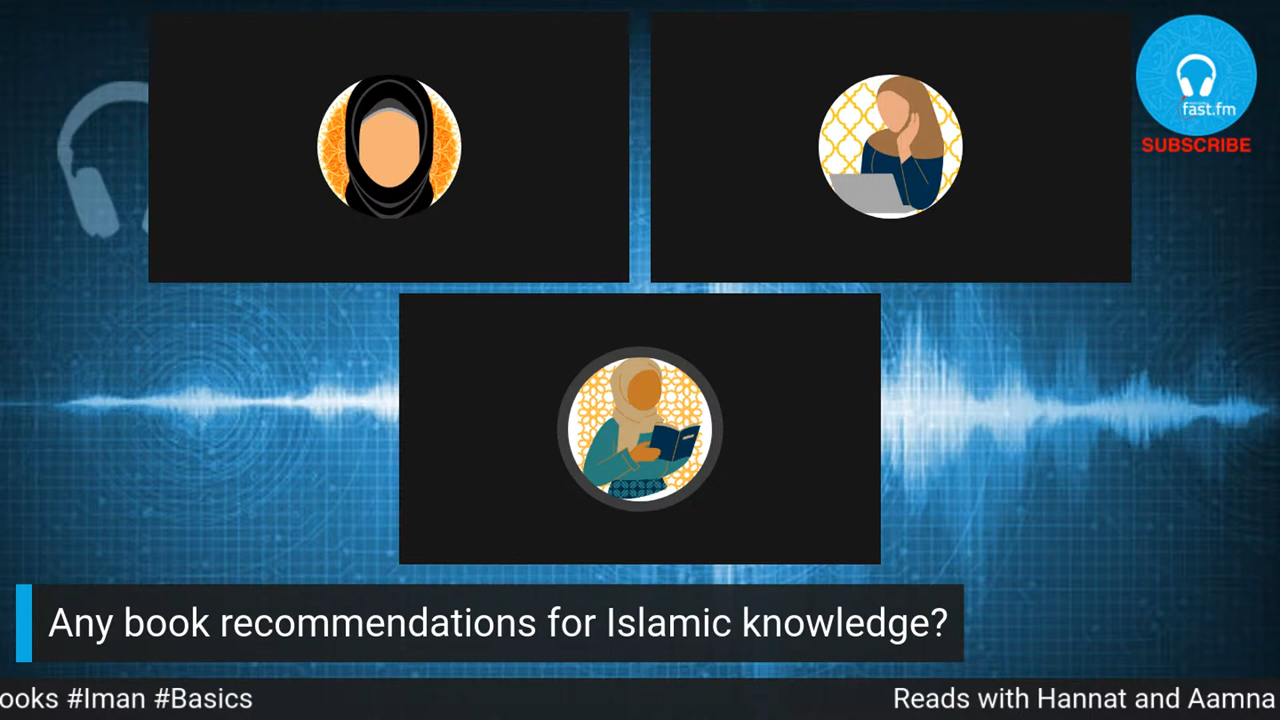 fast.fm
SUBSCRIBE
Any book recommendations for Islamic knowledge?
ooks #Iman #Basics
Reads with Hannat and Aamna